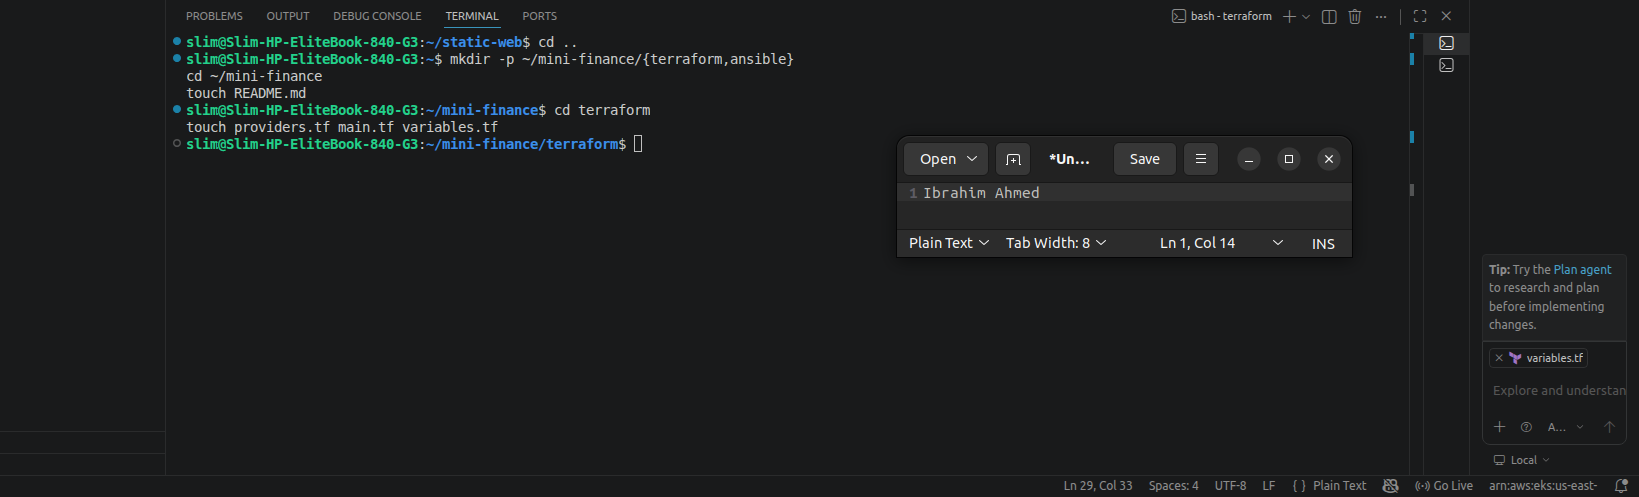 PROBLEMS OUTPUT DEBUG CONSOLE TERMINAL PORTS
bash - terraform
slim@Slim-HP-EliteBook-840-G3:~/static-web$ cd ..
slim@Slim-HP-EliteBook-840-G3:~$ mkdir -p ~/mini-finance/{terraform,ansible}
cd ~/mini-finance
touch README.md
slim@Slim-HP-EliteBook-840-G3:~/mini-finance$ cd terraform
touch providers.tf main.tf variables.tf
slim@Slim-HP-EliteBook-840-G3:~/mini-finance/terraform$
Open *Un... Save
1 Ibrahim Ahmed
Plain Text Tab Width: 8 Ln 1, Col 14 INS
Tip: Try the Plan agent
to research and plan
before implementing
changes.
variables.tf
Explore and understan
A...
Local
Ln 29, Col 33 Spaces: 4 UTF-8 LF { } Plain Text Go Live arn:aws:eks:us-east-